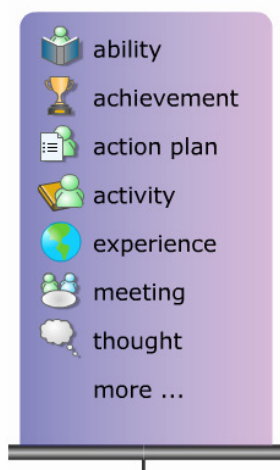 ability
achievement
action plan
activity
experience
meeting
thought
more ...